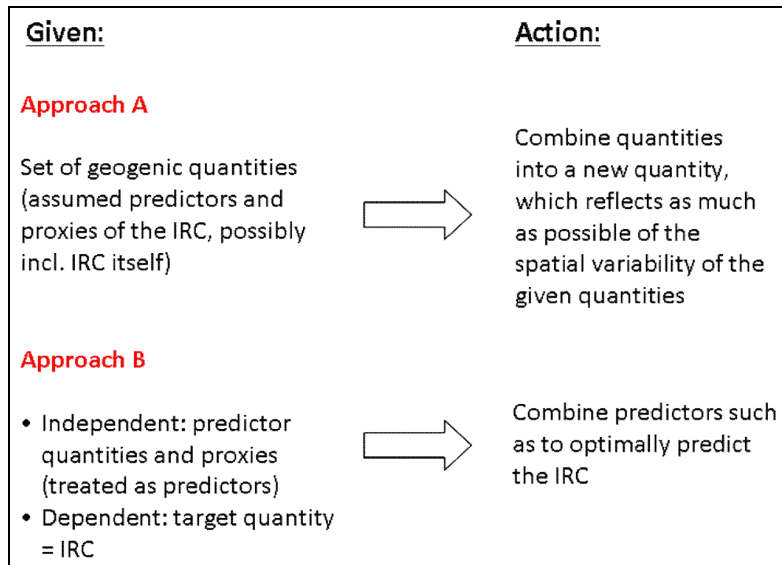 Given:
Action:
Approach A
Set of geogenic quantities
(assumed predictors and
proxies of the IRC, possibly
incl. IRC itself)
Combine quantities
into a new quantity,
which reflects as much
as possible of the
spatial variability of the
given quantities
Approach B
• Independent: predictor
quantities and proxies
(treated as predictors)
• Dependent: target quantity
= IRC
Combine predictors such
as to optimally predict
the IRC